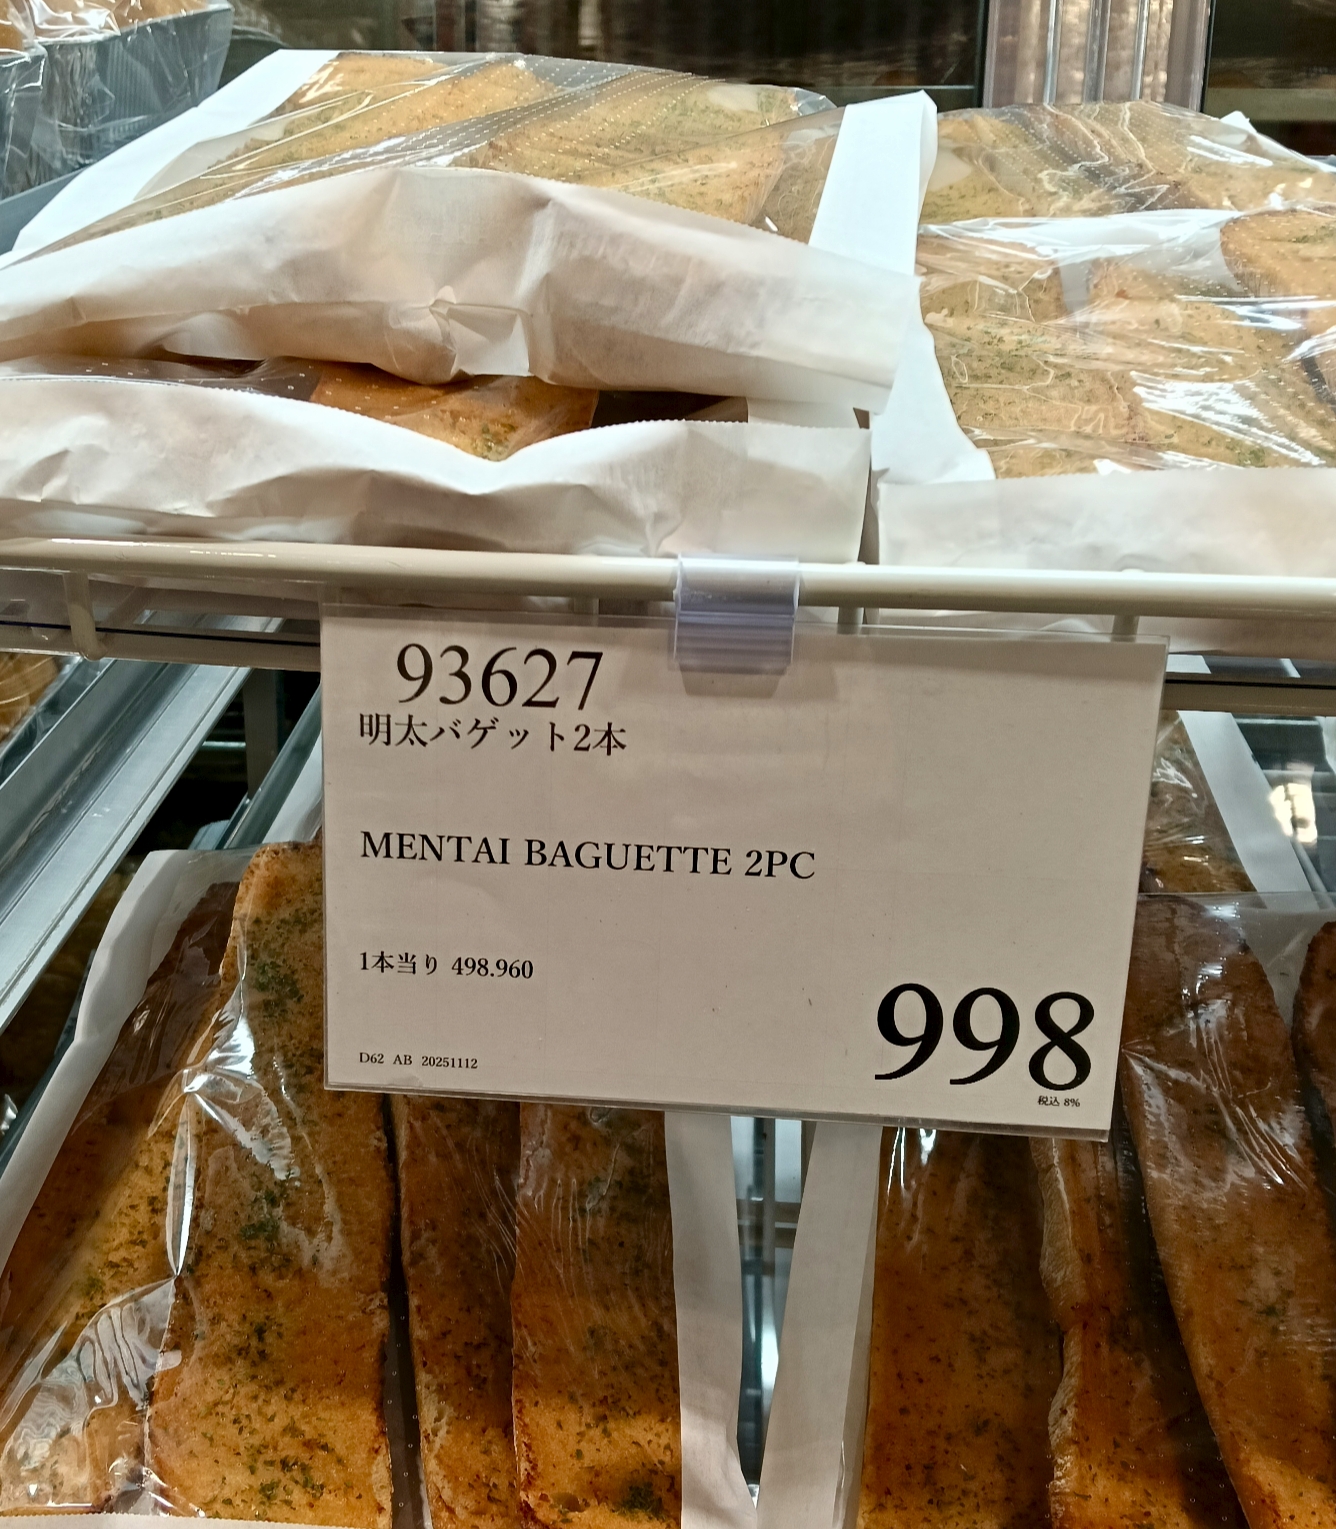 93627
明太バゲット2本
MENTAI BAGUETTE 2PC
1本当り 498.960
998
税込 8%
D62 AB 20251112